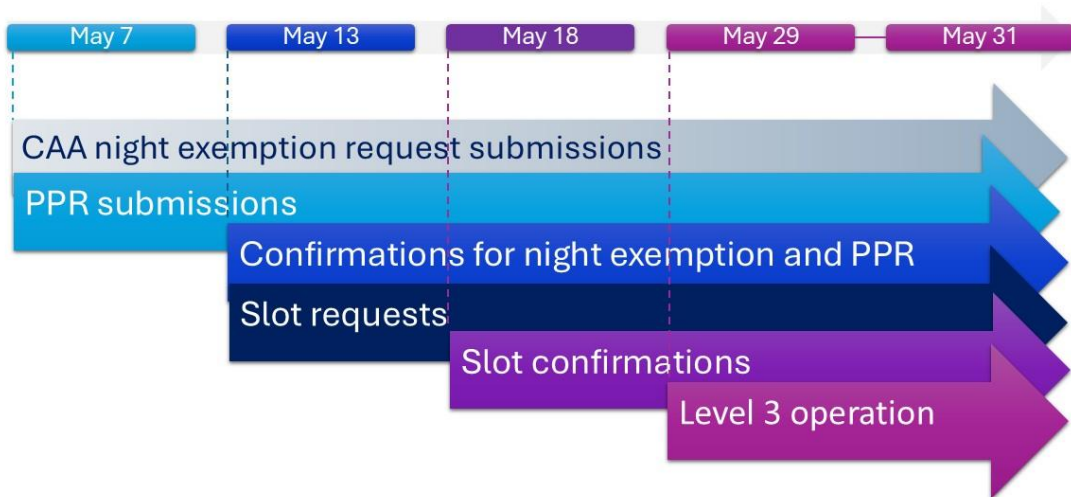 May 7
May 13
May 18
May 29
May 31
CAA night exemption request submissions
PPR submissions
Confirmations for night exemption and PPR
Slot requests
Slot confirmations
Level 3 operation